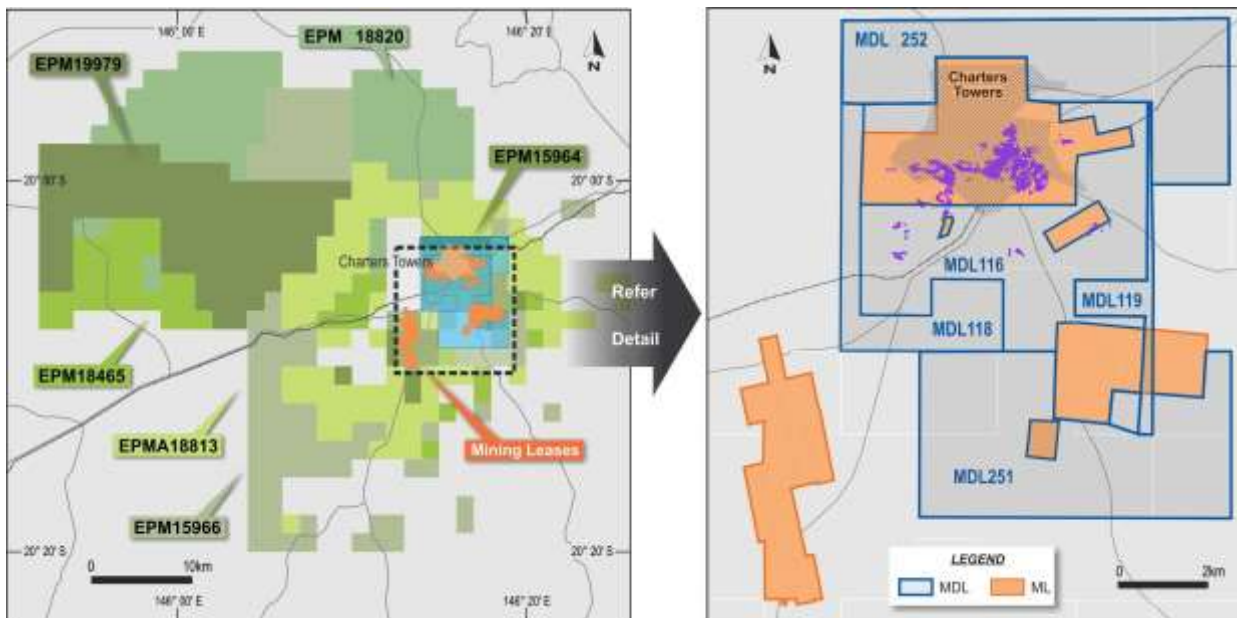 146° 00' E
EPM 18820
146° 20' E
EPM19979
N
EPM15964
20° 00' S
20° 00' S
Charters Towers
EPM18465
EPMA18813
Mining Leases
EPM15966
20° 20' S
20° 20' S
0 10km
146° 00' E
146° 20' E
Refer
Detail
MDL 252
N
Charters
Towers
MDL116
MDL119
MDL118
MDL251
LEGEND
MDL
ML
0 2km